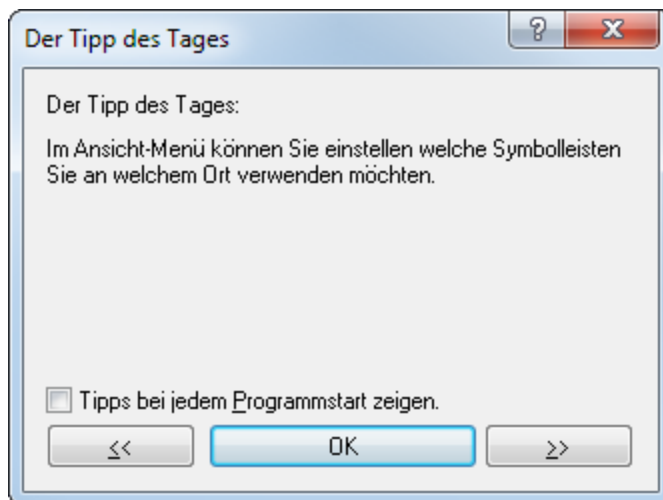 Der Tipp des Tages
Der Tipp des Tages:
Im Ansicht-Menü können Sie einstellen welche Symbolleisten
Sie an welchem Ort verwenden möchten.
Tipps bei jedem Programmstart zeigen.
<< OK >>